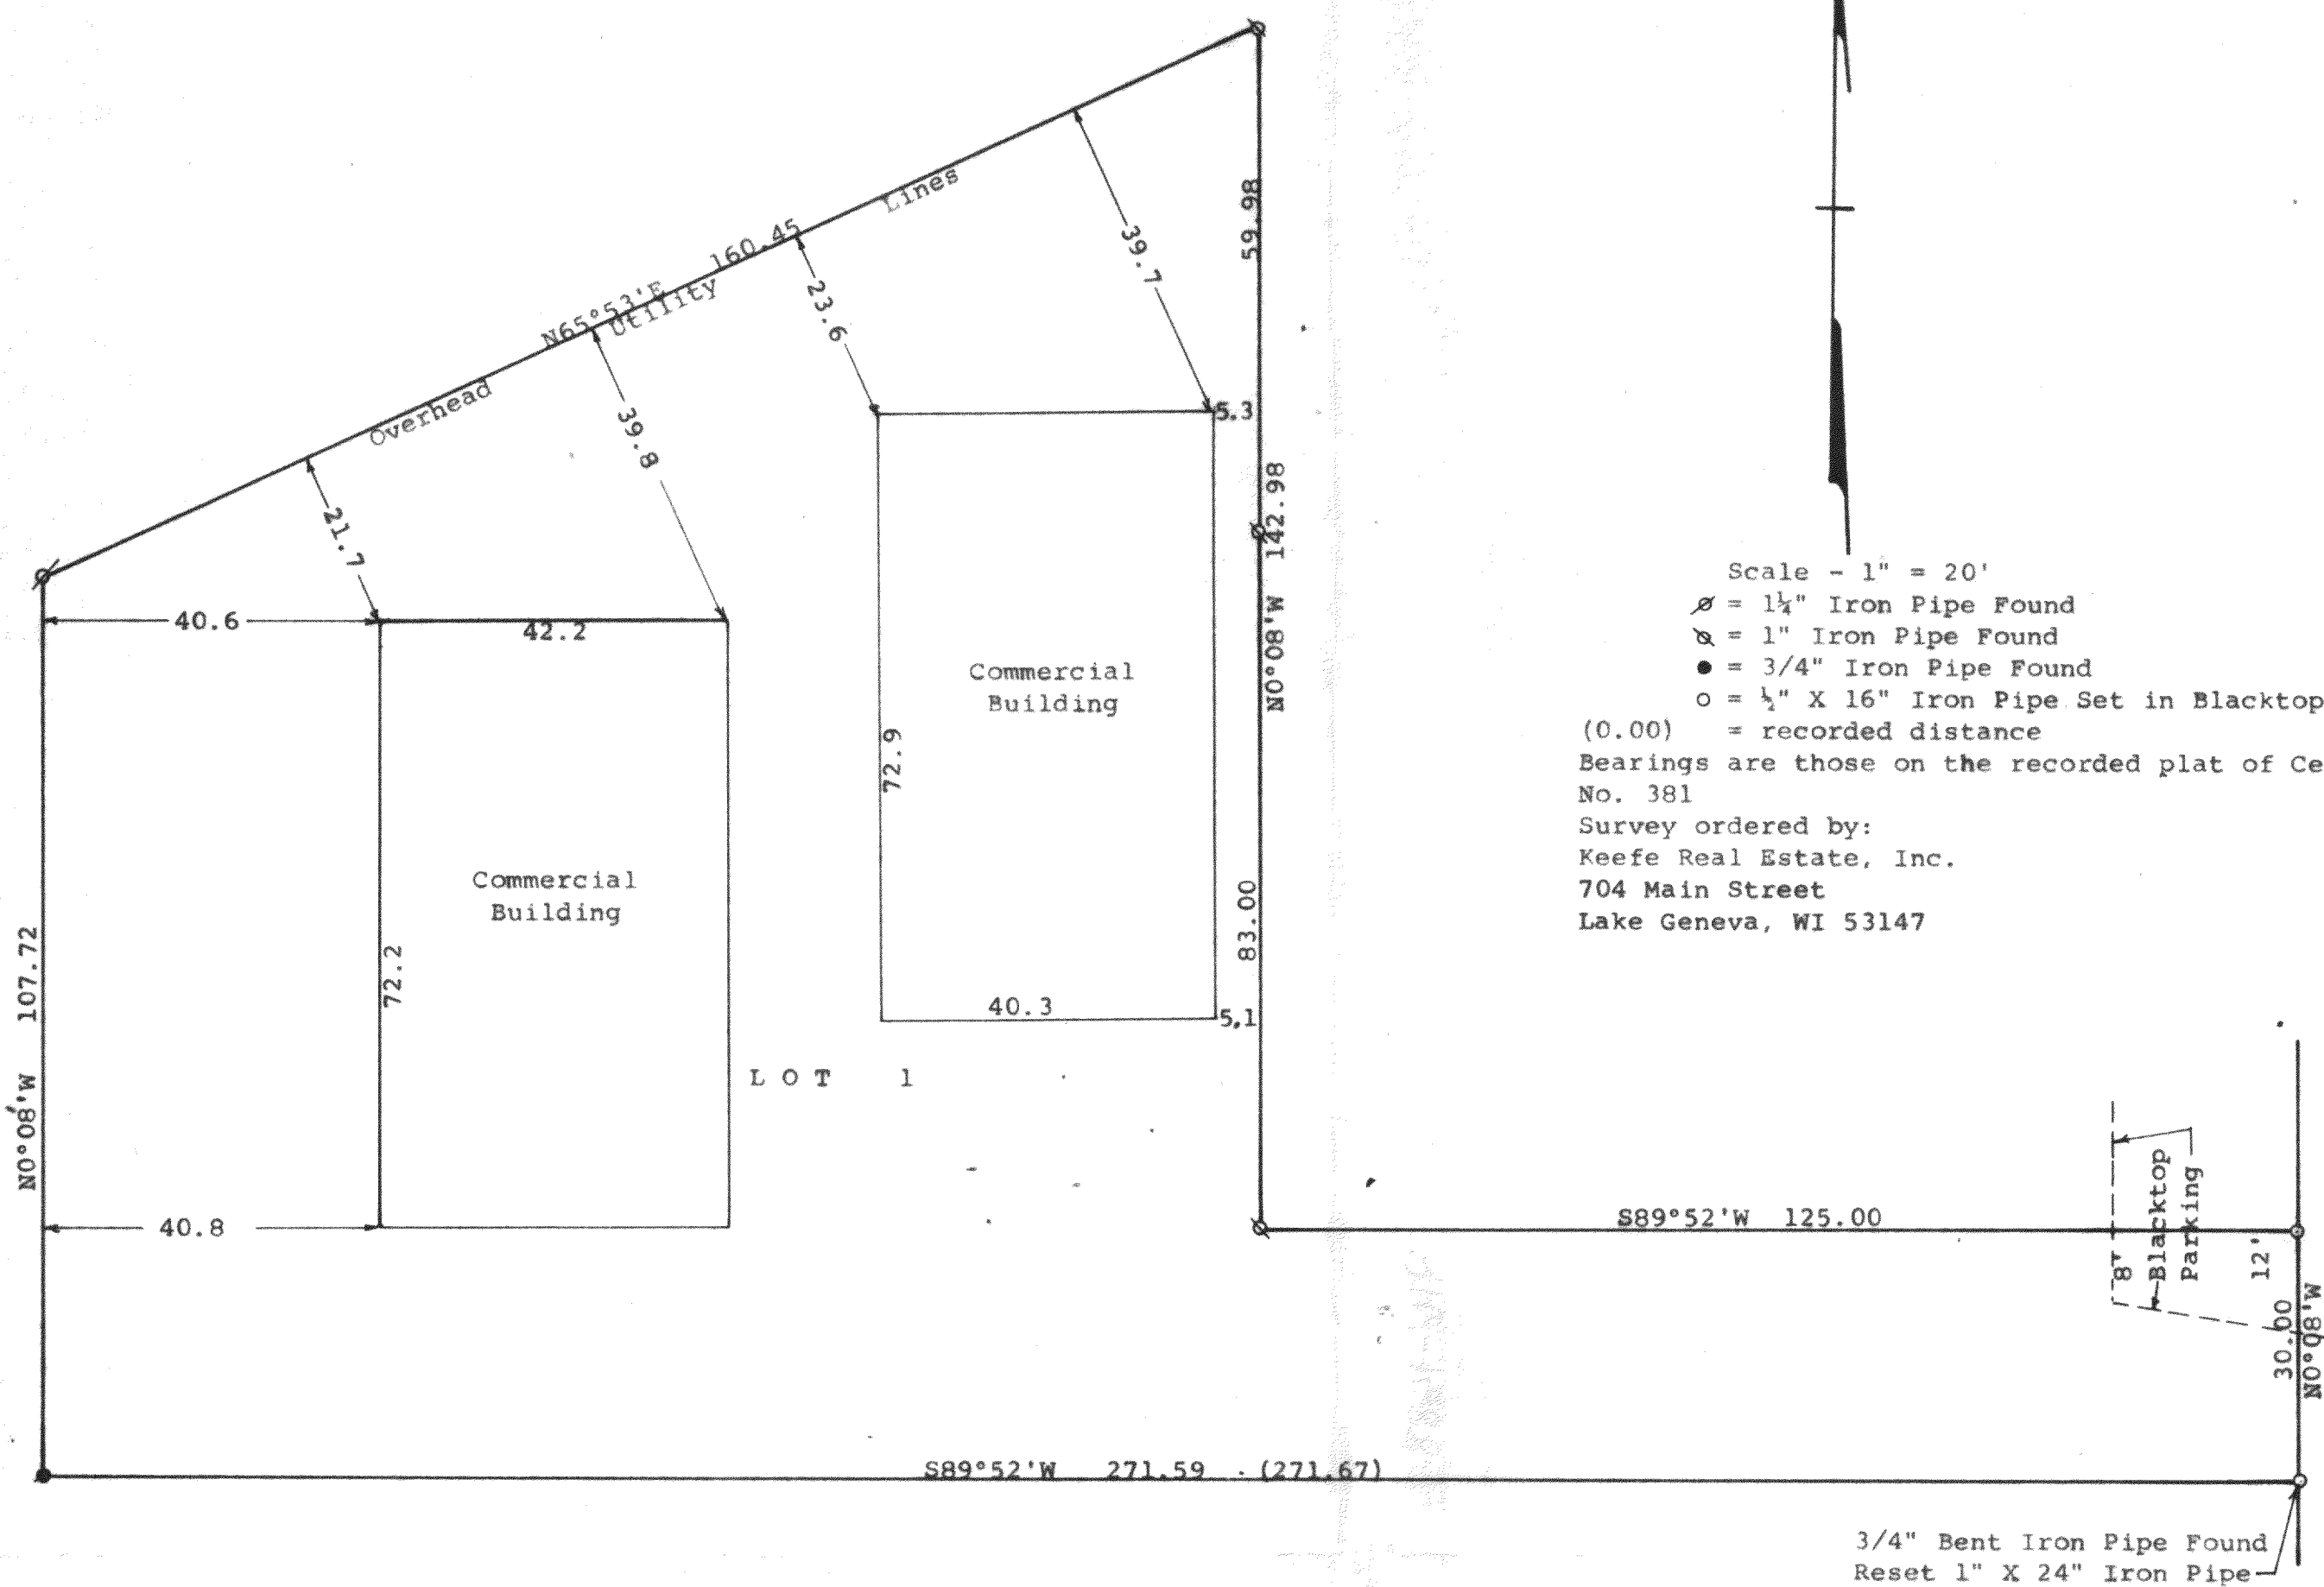 59.98
Lines
160.45
N65°53'E
Utility
39.7
23.6
Overhead
39.8
5.3
21.7
N0°08'W 142.98
40.6
42.2
Commercial
Building
72.9
Commercial
Building
72.2
83.00
40.3
5.1
N0°08'W 107.72
LOT 1
40.8
Scale - 1" = 20'
= 1¼" Iron Pipe Found
= 1" Iron Pipe Found
= 3/4" Iron Pipe Found
= ½" X 16" Iron Pipe Set in Blacktop
(0.00) = recorded distance
Bearings are those on the recorded plat of Ce
No. 381
Survey ordered by:
Keefe Real Estate, Inc.
704 Main Street
Lake Geneva, WI 53147
S89°52'W 125.00
8'
Blacktop
Parking
12'
30.00
N0°08'W
S89°52'W 271.59 (271.67)
3/4" Bent Iron Pipe Found
Reset 1" X 24" Iron Pipe